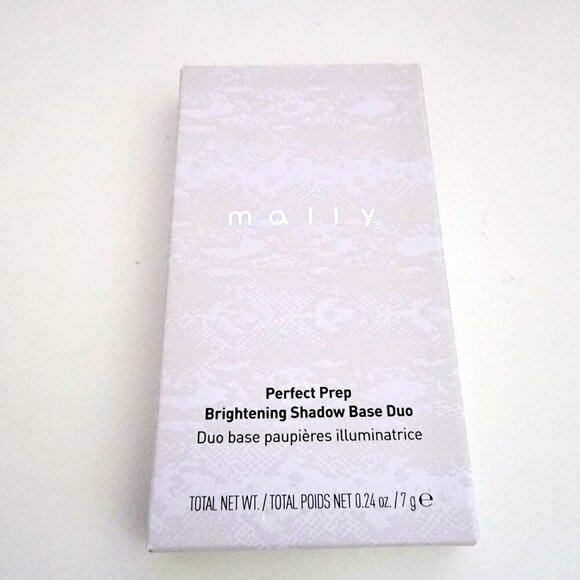 mally®
Perfect Prep
Brightening Shadow Base Duo
Duo base paupières illuminatrice
TOTAL NET WT. / TOTAL POIDS NET 0.24 oz. / 7 g ℮